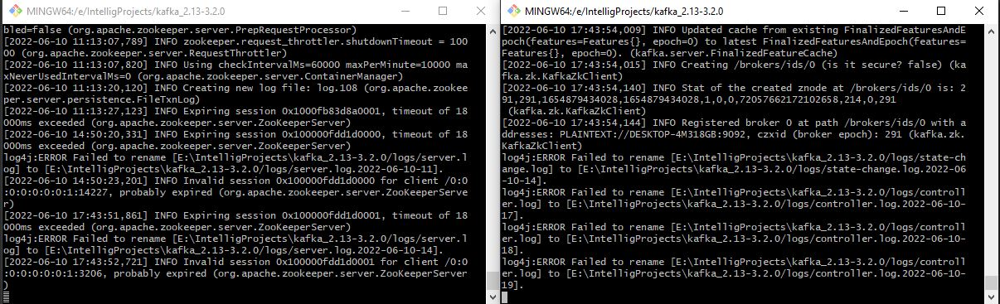 MINGW64:/e/IntelligProjects/kafka_2.13-3.2.0
bled=false (org.apache.zookeeper.server.PrepRequestProcessor)
[2022-06-10 11:13:07,789] INFO zookeeper.request_throttler.shutdownTimeout = 100
00 (org.apache.zookeeper.server.RequestThrottler)
[2022-06-10 11:13:07,820] INFO Using checkIntervalMs=60000 maxPerMinute=10000 ma
xNeverUsedIntervalMs=0 (org.apache.zookeeper.server.ContainerManager)
[2022-06-10 11:13:20,120] INFO Creating new log file: log.108 (org.apache.zookee
per.server.persistence.FileTxnLog)
[2022-06-10 11:13:27,123] INFO Expiring session 0x1000fb83d8a0001, timeout of 18
000ms exceeded (org.apache.zookeeper.server.ZooKeeperServer)
[2022-06-10 14:50:20,331] INFO Expiring session 0x100000fdd1d0000, timeout of 18
000ms exceeded (org.apache.zookeeper.server.ZooKeeperServer)
log4j:ERROR Failed to rename [E:\IntelligProjects\kafka_2.13-3.2.0/logs/server.l
og] to [E:\IntelligProjects\kafka_2.13-3.2.0/logs/server.log.2022-06-10-11].
[2022-06-10 14:50:23,201] INFO Invalid session 0x100000fdd1d0000 for client /0:0
:0:0:0:0:0:1:14227, probably expired (org.apache.zookeeper.server.ZooKeeperServe
r)
[2022-06-10 17:43:51,861] INFO Expiring session 0x100000fdd1d0001, timeout of 18
000ms exceeded (org.apache.zookeeper.server.ZooKeeperServer)
log4j:ERROR Failed to rename [E:\IntelligProjects\kafka_2.13-3.2.0/logs/server.l
og] to [E:\IntelligProjects\kafka_2.13-3.2.0/logs/server.log.2022-06-10-14].
[2022-06-10 17:43:52,721] INFO Invalid session 0x100000fdd1d0001 for client /0:0
:0:0:0:0:0:1:3206, probably expired (org.apache.zookeeper.server.ZooKeeperServer
)
MINGW64:/e/IntelligProjects/kafka_2.13-3.2.0
[2022-06-10 17:43:54,009] INFO Updated cache from existing FinalizedFeaturesAndE
poch(features=Features{}, epoch=0) to latest FinalizedFeaturesAndEpoch(features=
Features{}, epoch=0). (kafka.server.FinalizedFeatureCache)
[2022-06-10 17:43:54,015] INFO Creating /brokers/ids/0 (is it secure? false) (ka
fka.zk.KafkaZkClient)
[2022-06-10 17:43:54,140] INFO Stat of the created znode at /brokers/ids/0 is: 2
91,291,1654879434028,1654879434028,1,0,0,72057662172102658,214,0,291
(kafka.zk.KafkaZkClient)
[2022-06-10 17:43:54,144] INFO Registered broker 0 at path /brokers/ids/0 with a
ddresses: PLAINTEXT://DESKTOP-4M318GB:9092, czxid (broker epoch): 291 (kafka.zk.
KafkaZkClient)
log4j:ERROR Failed to rename [E:\IntelligProjects\kafka_2.13-3.2.0/logs/state-ch
ange.log] to [E:\IntelligProjects\kafka_2.13-3.2.0/logs/state-change.log.2022-06
-10-14].
log4j:ERROR Failed to rename [E:\IntelligProjects\kafka_2.13-3.2.0/logs/controll
er.log] to [E:\IntelligProjects\kafka_2.13-3.2.0/logs/controller.log.2022-06-10-
17].
log4j:ERROR Failed to rename [E:\IntelligProjects\kafka_2.13-3.2.0/logs/controll
er.log] to [E:\IntelligProjects\kafka_2.13-3.2.0/logs/controller.log.2022-06-10-
18].
log4j:ERROR Failed to rename [E:\IntelligProjects\kafka_2.13-3.2.0/logs/controll
er.log] to [E:\IntelligProjects\kafka_2.13-3.2.0/logs/controller.log.2022-06-10-
19].